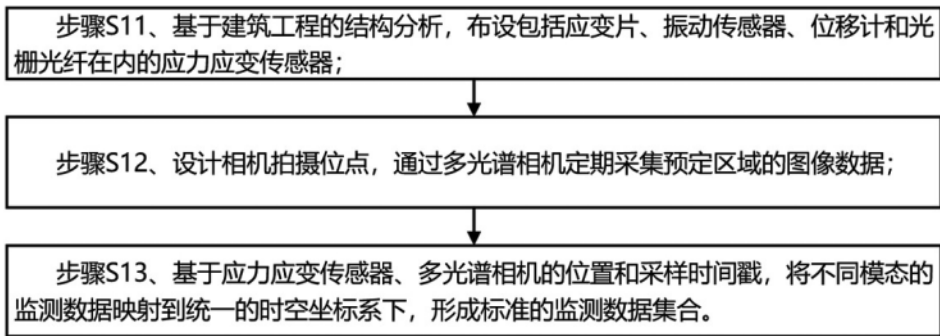 步骤S11、基于建筑工程的结构分析，布设包括应变片、振动传感器、位移计和光
栅光纤在内的应力应变传感器；
步骤S12、设计相机拍摄位点，通过多光谱相机定期采集预定区域的图像数据；
步骤S13、基于应力应变传感器、多光谱相机的位置和采样时间戳，将不同模态的
监测数据映射到统一的时空坐标系下，形成标准的监测数据集合。